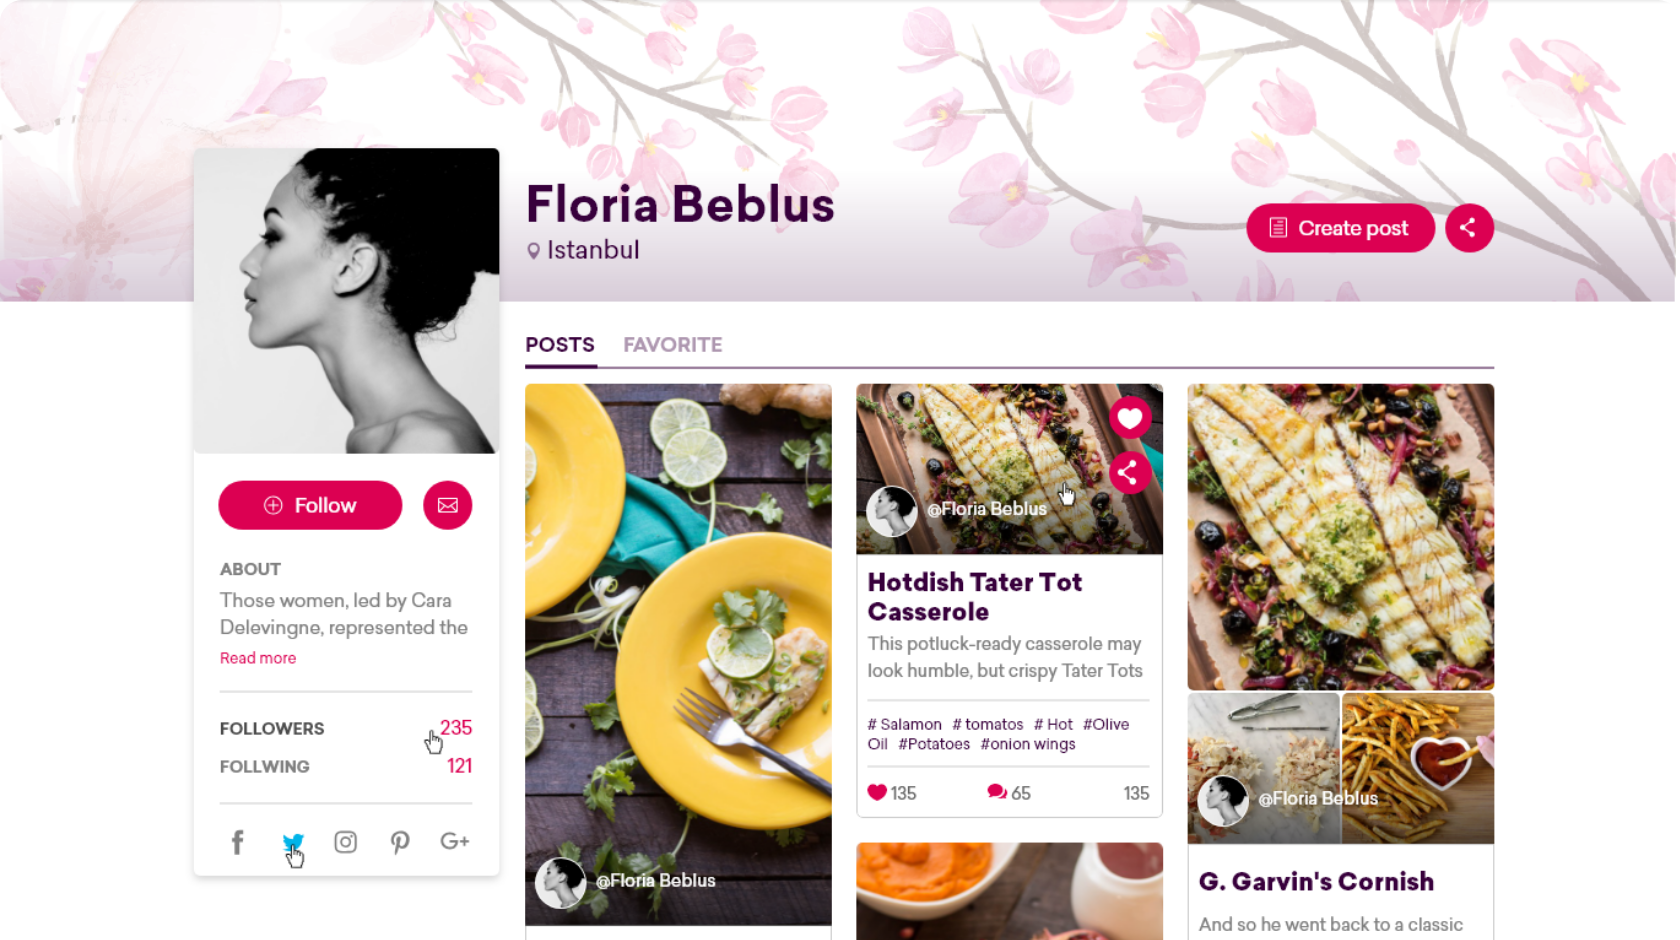 Floria Beblus
Istanbul
Create post
Follow
ABOUT
Those women, led by Cara
Delevingne, represented the
Read more
FOLLOWERS 235
FOLLWING 121
G+
POSTS FAVORITE
@Floria Beblus
@Floria Beblus
Hotdish Tater Tot
Casserole
This potluck-ready casserole may
look humble, but crispy Tater Tots
# Salamon # tomatos # Hot #Olive
Oil #Potatoes #onion wings
135 65 135
@Floria Beblus
G. Garvin's Cornish
And so he went back to a classic